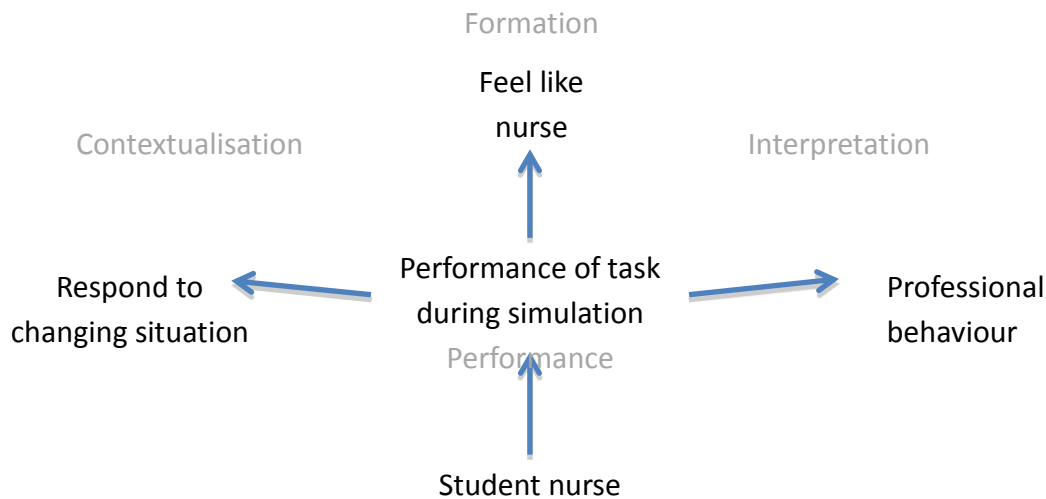 Formation
Feel like
nurse
Contextualisation
Interpretation
Performance of task
during simulation
Performance
Respond to
changing situation
Professional
behaviour
Student nurse